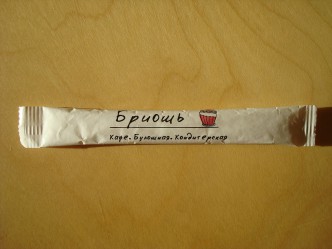 Бриошь
Кафе. Булошная. Кондитерская